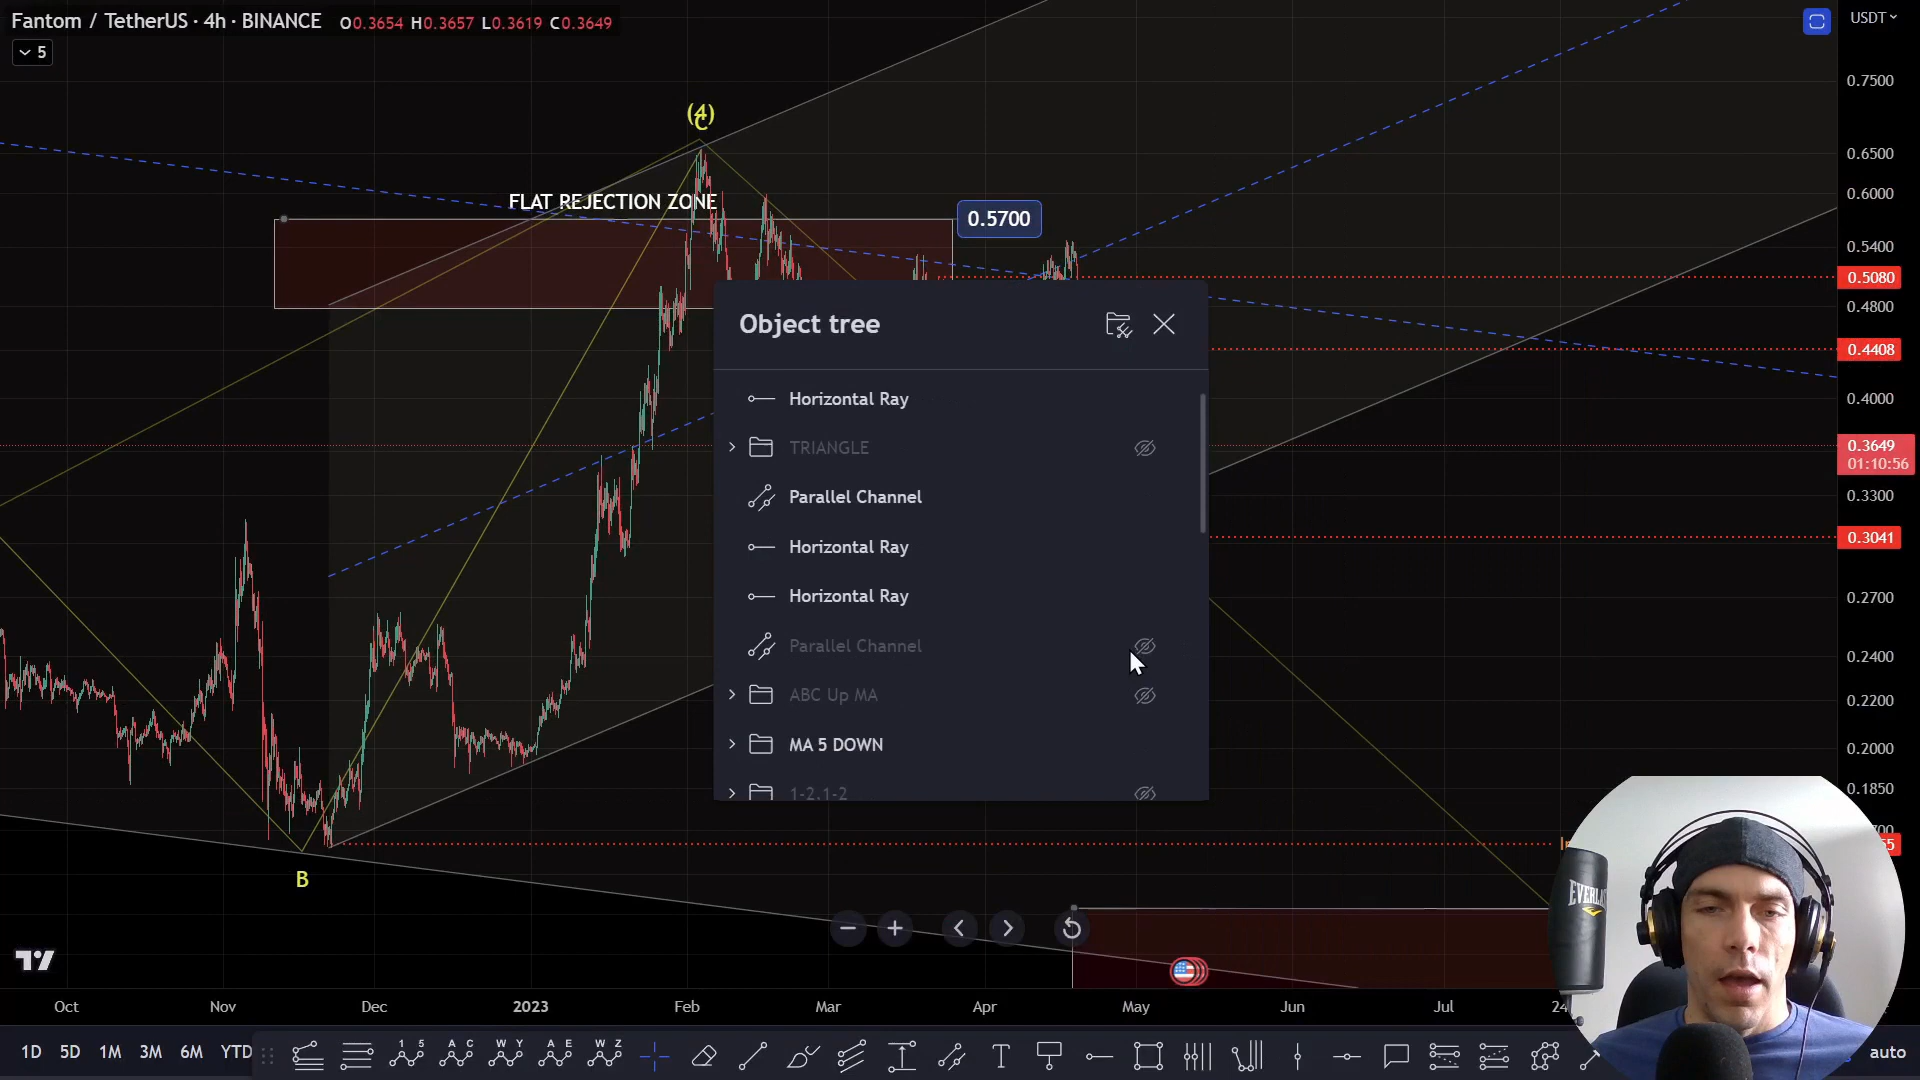 Fantom / TetherUS · 4h · BINANCE O0.3654 H0.3657 L0.3619 C0.3649
USDT
5
0.7500
(4)
C
0.6500
FLAT REJECTION ZONE
0.6000
0.5700
0.5400
0.5080
0.4800
Object tree
0.4408
Horizontal Ray
0.4000
TRIANGLE
0.3649
01:10:56
Parallel Channel
0.3300
Horizontal Ray
0.3041
Horizontal Ray
0.2700
Parallel Channel
0.2400
ABC Up MA
0.2200
MA 5 DOWN
0.2000
1-2,1-2
0.1850
B
EVERLAS
Oct Nov Dec 2023 Feb Mar Apr May Jun Jul 24
1D 5D 1M 3M 6M YTD
1 5 A C W Y A E W Z T
auto